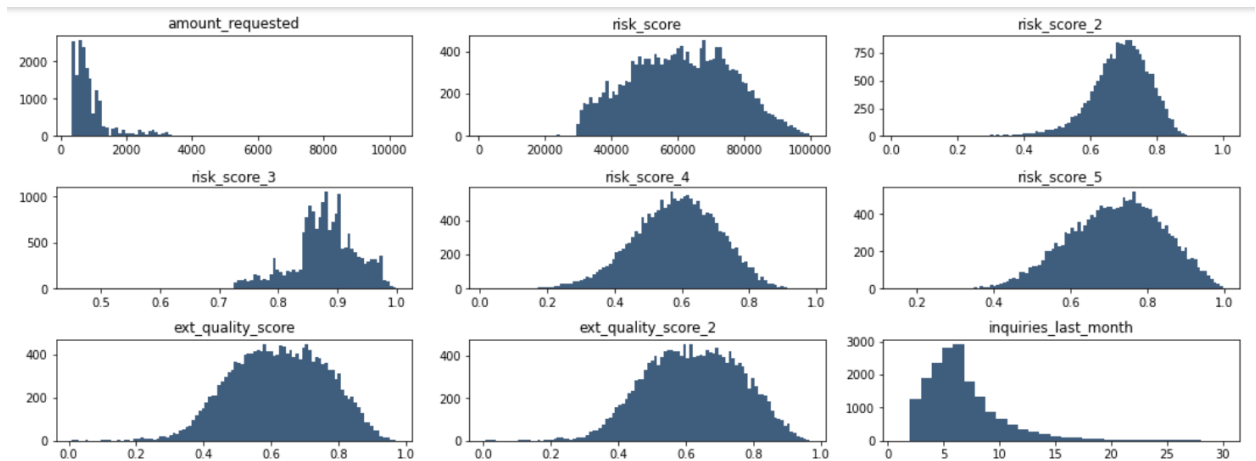 amount_requested
2000
1000
0
0 2000 4000 6000 8000 10000
risk_score
400
200
0
0 20000 40000 60000 80000 100000
risk_score_2
750
500
250
0
0.0 0.2 0.4 0.6 0.8 1.0
risk_score_3
1000
500
0
0.5 0.6 0.7 0.8 0.9 1.0
risk_score_4
400
200
0
0.0 0.2 0.4 0.6 0.8 1.0
risk_score_5
400
200
0
0.2 0.4 0.6 0.8 1.0
ext_quality_score
400
200
0
0.0 0.2 0.4 0.6 0.8 1.0
ext_quality_score_2
400
200
0
0.0 0.2 0.4 0.6 0.8 1.0
inquiries_last_month
3000
2000
1000
0
0 5 10 15 20 25 30